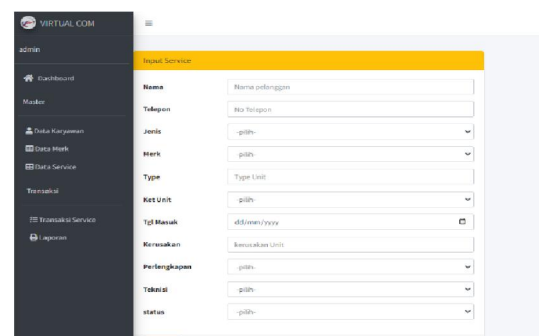 VIRTUAL COM
admin
Dashboard
Master
Data Karyawan
Data Merk
Data Service
Transaksi
Transaksi Service
Laporan
Input Service
Nama Nama pelanggan
Telepon No Telepon
Jenis -pilih-
Merk -pilih-
Type Type Unit
Ket Unit -pilih-
Tgl Masuk dd/mm/yyyy
Kerusakan kerusakan Unit
Perlengkapan -pilih-
Teknisi -pilih-
status -pilih-